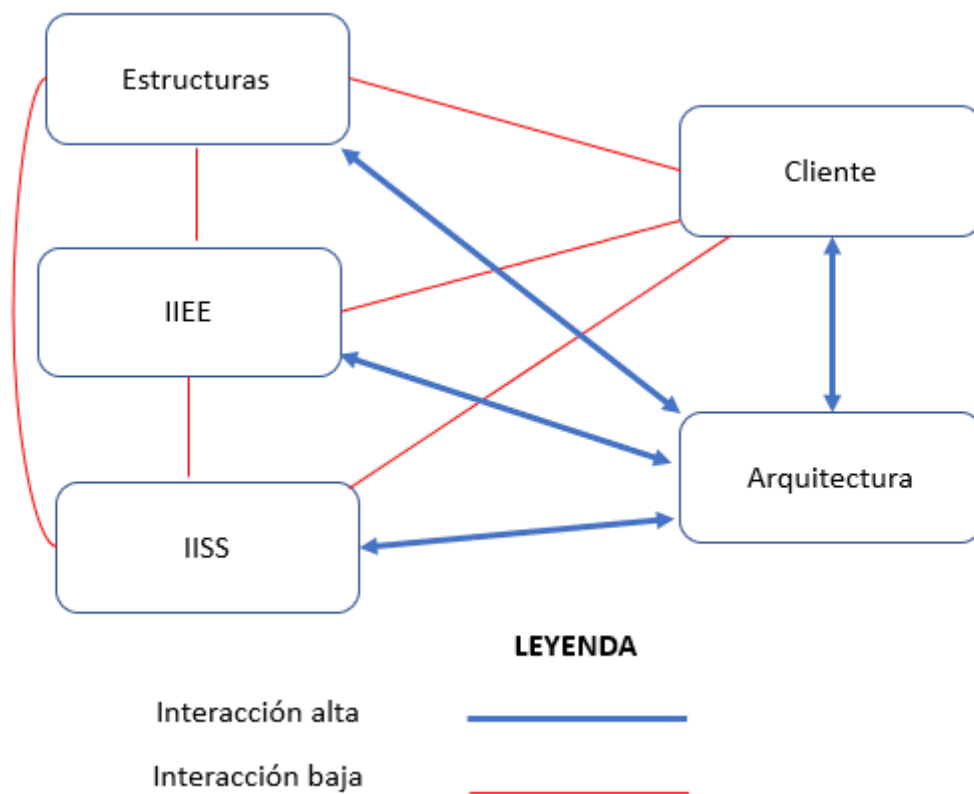 Estructuras
Cliente
IIEE
Arquitectura
IISS
LEYENDA
Interacción alta
Interacción baja